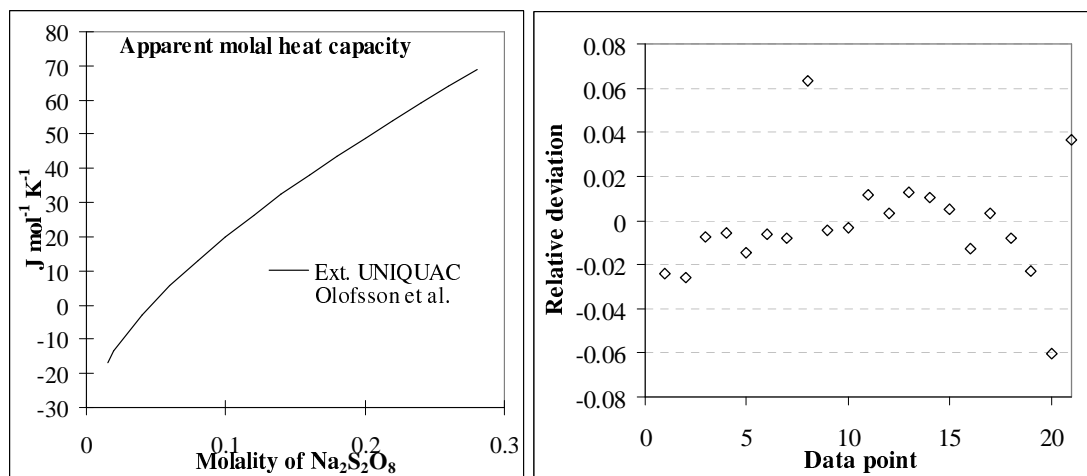 Apparent molal heat capacity
80
70
60
50
40
30
20
10
0
-10
-20
-30
J mol⁻¹ K⁻¹
Ext. UNIQUAC
Olofsson et al.
0 0.1 0.2 0.3
Molality of Na₂S₂O₈
0.08
0.06
0.04
0.02
0
-0.02
-0.04
-0.06
-0.08
Relative deviation
0 5 10 15 20
Data point